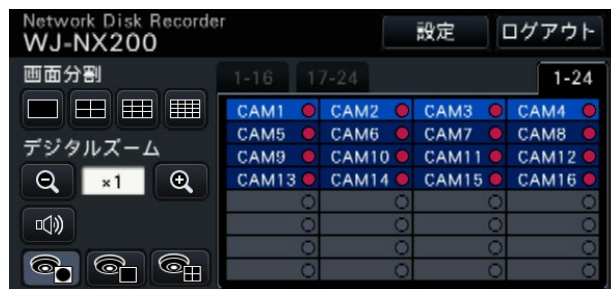 Network Disk Recorder
WJ-NX200
設定
ログアウト
画面分割
1-16
17-24
1-24
CAM1 CAM2 CAM3 CAM4
CAM5 CAM6 CAM7 CAM8
デジタルズーム
CAM9 CAM10 CAM11 CAM12
×1
CAM13 CAM14 CAM15 CAM16